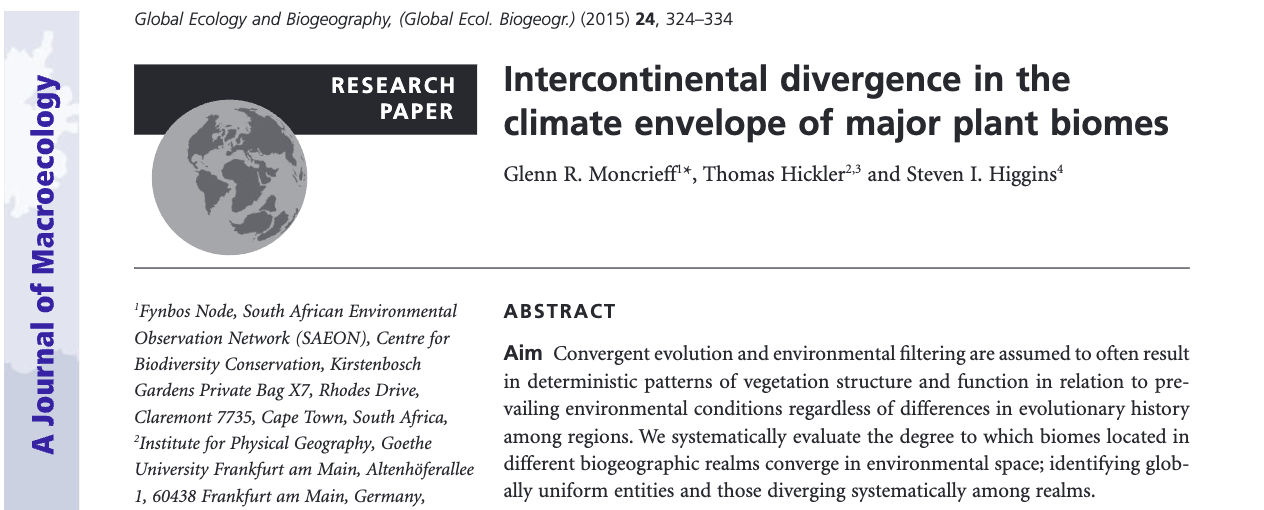 Global Ecology and Biogeography, (Global Ecol. Biogeogr.) (2015) 24, 324–334
A Journal of Macroecology
RESEARCH
PAPER
Intercontinental divergence in the
climate envelope of major plant biomes
Glenn R. Moncrieff1*, Thomas Hickler2,3 and Steven I. Higgins4
1Fynbos Node, South African Environmental
Observation Network (SAEON), Centre for
Biodiversity Conservation, Kirstenbosch
Gardens Private Bag X7, Rhodes Drive,
Claremont 7735, Cape Town, South Africa,
2Institute for Physical Geography, Goethe
University Frankfurt am Main, Altenhöferallee
1, 60438 Frankfurt am Main, Germany,
ABSTRACT
Aim Convergent evolution and environmental filtering are assumed to often result
in deterministic patterns of vegetation structure and function in relation to pre-
vailing environmental conditions regardless of differences in evolutionary history
among regions. We systematically evaluate the degree to which biomes located in
different biogeographic realms converge in environmental space; identifying glob-
ally uniform entities and those diverging systematically among realms.